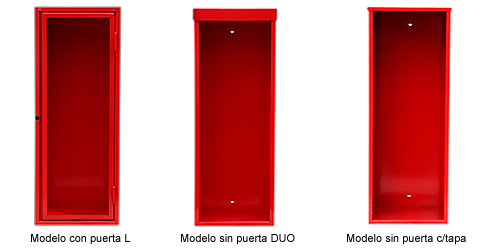 Modelo con puerta L
Modelo sin puerta DUO
Modelo sin puerta c/tapa